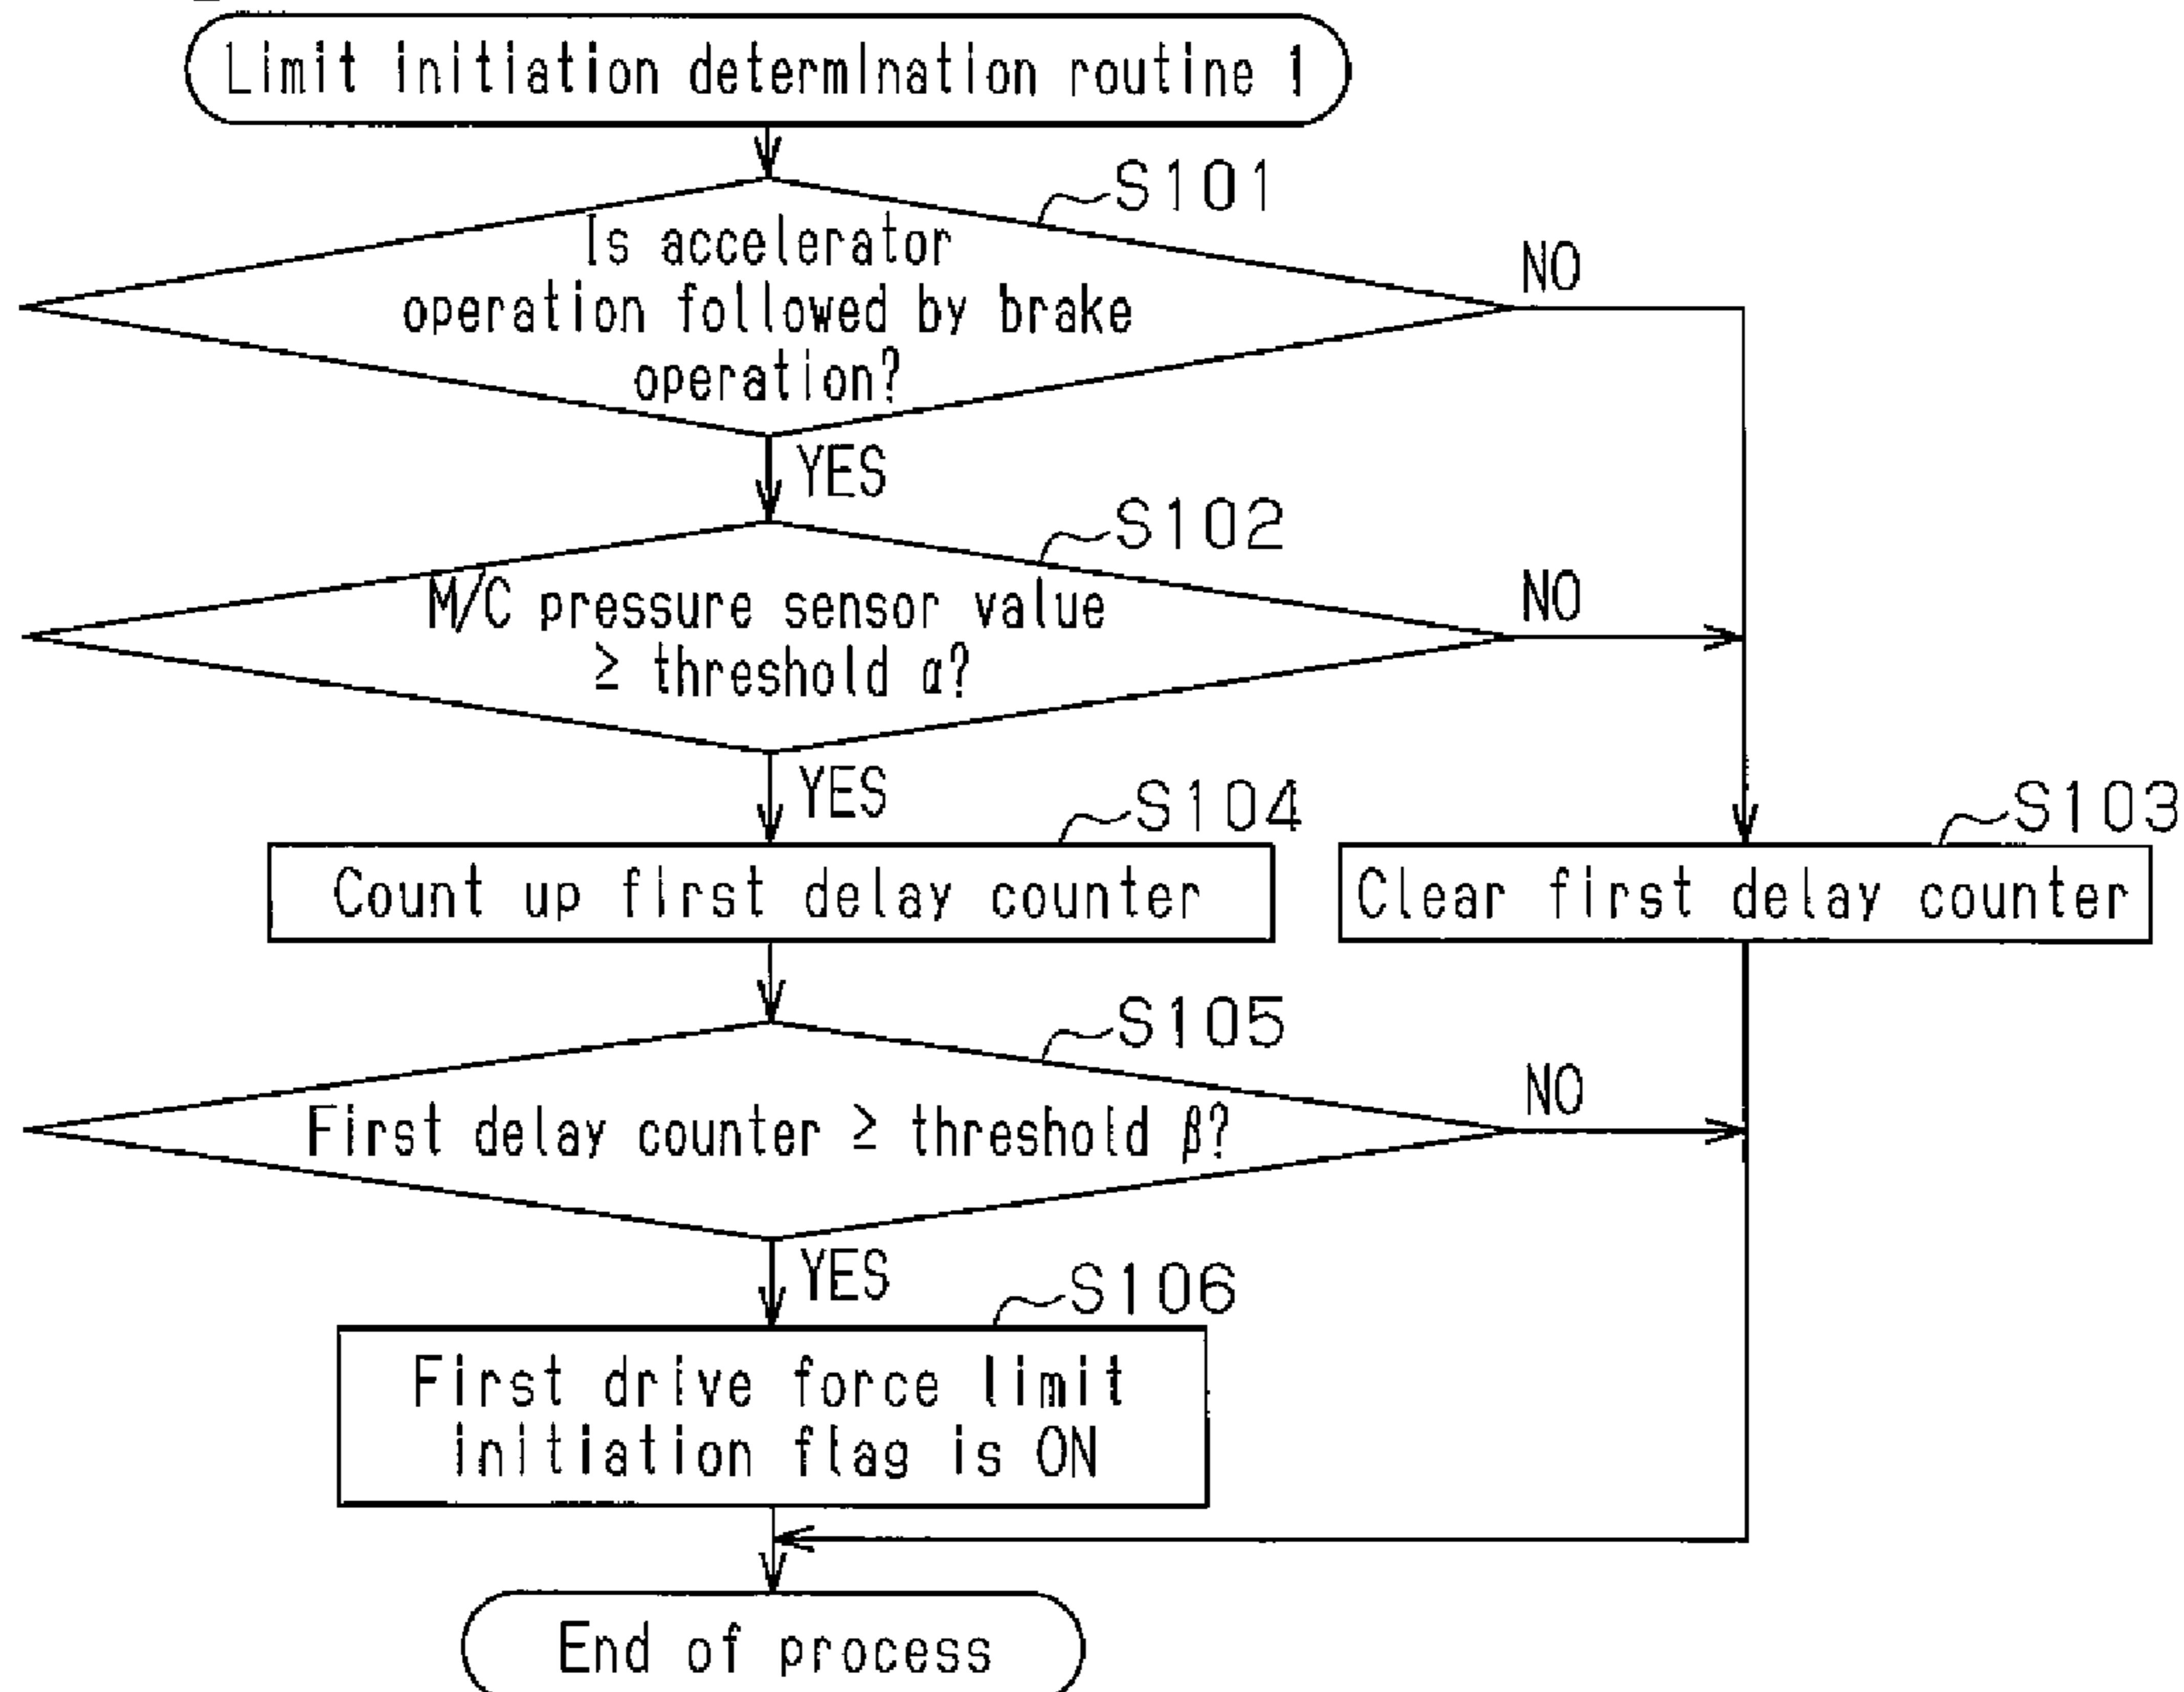 Limit initiation determination routine 1
S101
Is accelerator
operation followed by brake
operation?
NO
YES
S102
M/C pressure sensor value
≥ threshold α?
NO
YES
S104
Count up first delay counter
S103
Clear first delay counter
S105
First delay counter ≥ threshold β?
NO
YES
S106
First drive force limit
initiation flag is ON
End of process